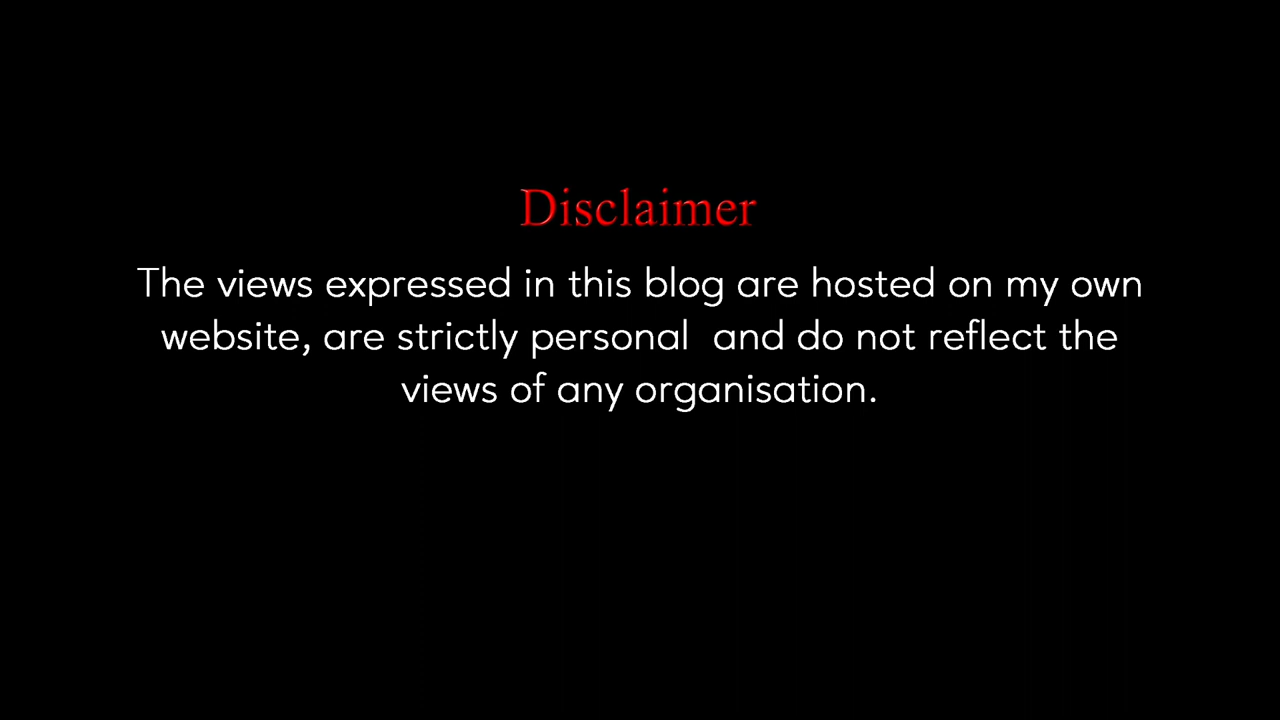 Disclaimer
The views expressed in this blog are hosted on my own
website, are strictly personal  and do not reflect the
views of any organisation.